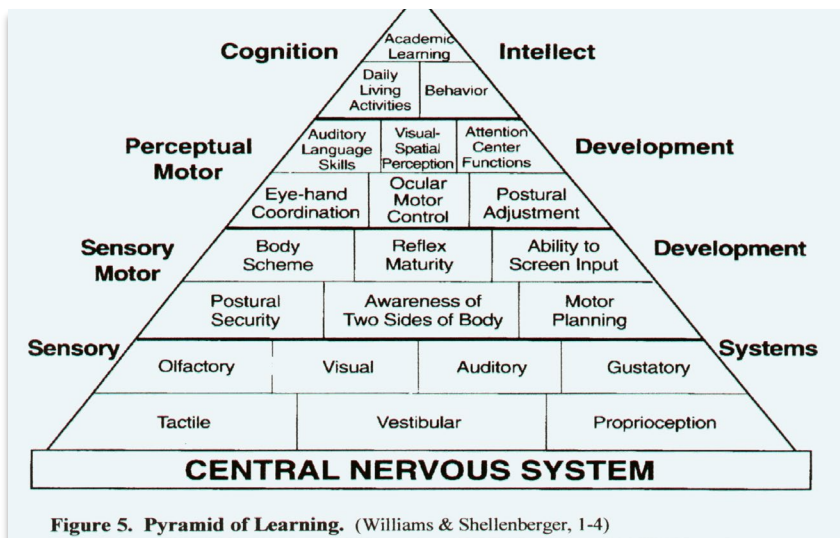 Cognition
Academic
Learning
Intellect
Daily
Living
Activities
Behavior
Perceptual
Motor
Auditory
Language
Skills
Visual-
Spatial
Perception
Attention
Center
Functions
Development
Eye-hand
Coordination
Ocular
Motor
Control
Postural
Adjustment
Sensory
Motor
Body
Scheme
Reflex
Maturity
Ability to
Screen Input
Development
Postural
Security
Awareness of
Two Sides of Body
Motor
Planning
Sensory
Systems
Olfactory
Visual
Auditory
Gustatory
Tactile
Vestibular
Proprioception
CENTRAL NERVOUS SYSTEM
Figure 5. Pyramid of Learning. (Williams & Shellenberger, 1-4)